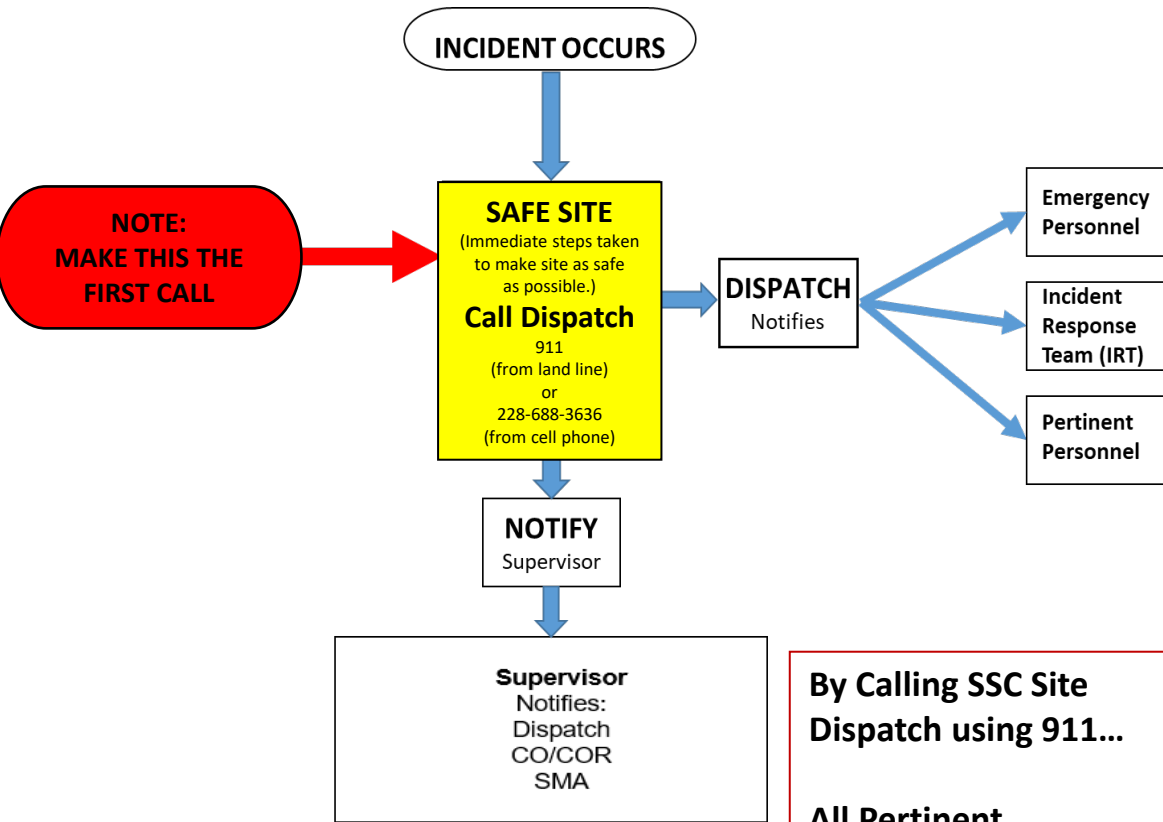 INCIDENT OCCURS
NOTE:
MAKE THIS THE
FIRST CALL
SAFE SITE
(Immediate steps taken
to make site as safe
as possible.)
Call Dispatch
911
(from land line)
or
228-688-3636
(from cell phone)
DISPATCH
Notifies
Emergency
Personnel
Incident
Response
Team (IRT)
Pertinent
Personnel
NOTIFY
Supervisor
Supervisor
Notifies:
Dispatch
CO/COR
SMA
By Calling SSC Site
Dispatch using 911…
All Pertinent